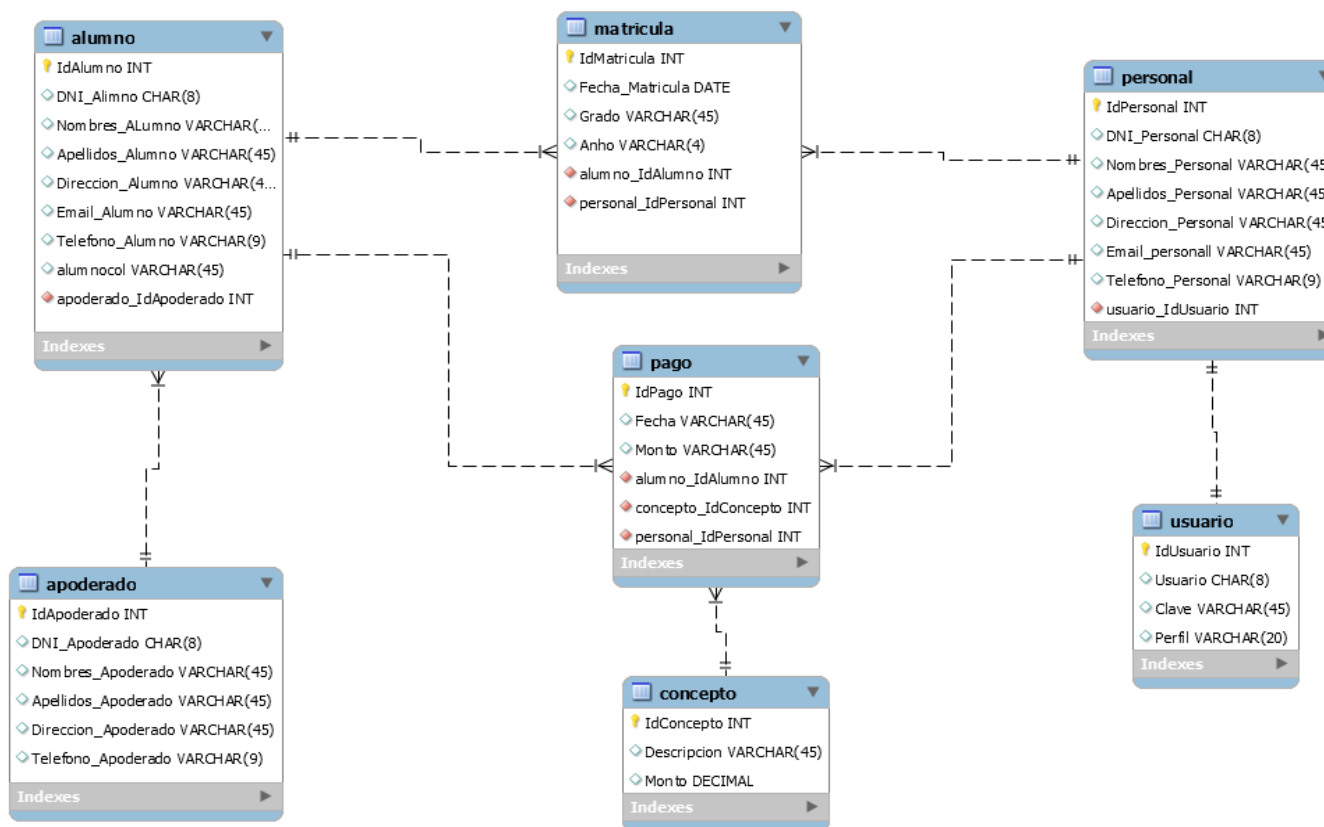 alumno
IdAlumno INT
DNI_Alimno CHAR(8)
Nombres_ALumno VARCHAR(...
Apellidos_Alumno VARCHAR(45)
Direccion_Alumno VARCHAR(4...
Email_Alumno VARCHAR(45)
Telefono_Alumno VARCHAR(9)
alumnocol VARCHAR(45)
apoderado_IdApoderado INT
Indexes
matricula
IdMatricula INT
Fecha_Matricula DATE
Grado VARCHAR(45)
Anho VARCHAR(4)
alumno_IdAlumno INT
personal_IdPersonal INT
Indexes
personal
IdPersonal INT
DNI_Personal CHAR(8)
Nombres_Personal VARCHAR(45
Apellidos_Personal VARCHAR(45
Direccion_Personal VARCHAR(45
Email_personall VARCHAR(45)
Telefono_Personal VARCHAR(9)
usuario_IdUsuario INT
Indexes
pago
IdPago INT
Fecha VARCHAR(45)
Monto VARCHAR(45)
alumno_IdAlumno INT
concepto_IdConcepto INT
personal_IdPersonal INT
Indexes
usuario
IdUsuario INT
Usuario CHAR(8)
Clave VARCHAR(45)
Perfil VARCHAR(20)
Indexes
apoderado
IdApoderado INT
DNI_Apoderado CHAR(8)
Nombres_Apoderado VARCHAR(45)
Apellidos_Apoderado VARCHAR(45)
Direccion_Apoderado VARCHAR(45)
Telefono_Apoderado VARCHAR(9)
Indexes
concepto
IdConcepto INT
Descripcion VARCHAR(45)
Monto DECIMAL
Indexes